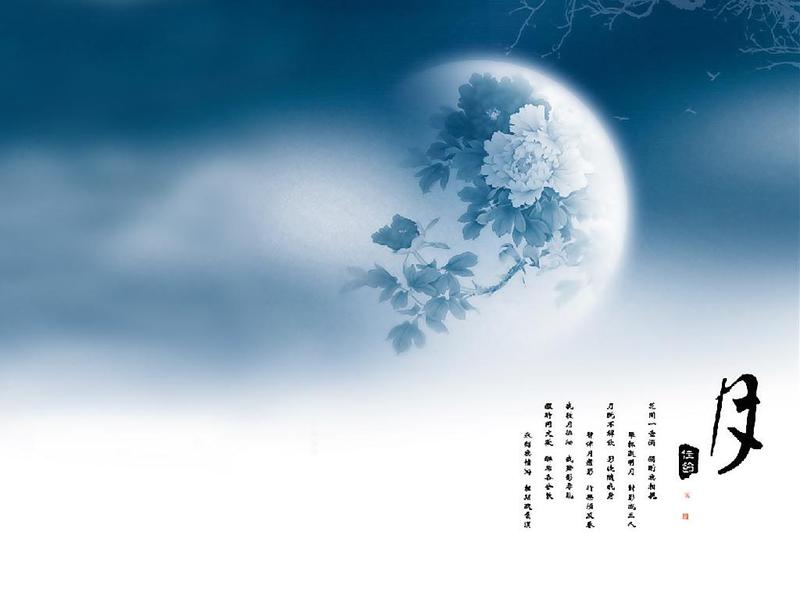 月
花間一壺酒 獨酌無相親
舉杯邀明月 對影成三人
月既不解飲 影徒隨我身
暫伴月將影 行樂須及春
我歌月徘徊 我舞影零亂
醒時同交歡 醉後各分散
永結無情遊 相期邈雲漢